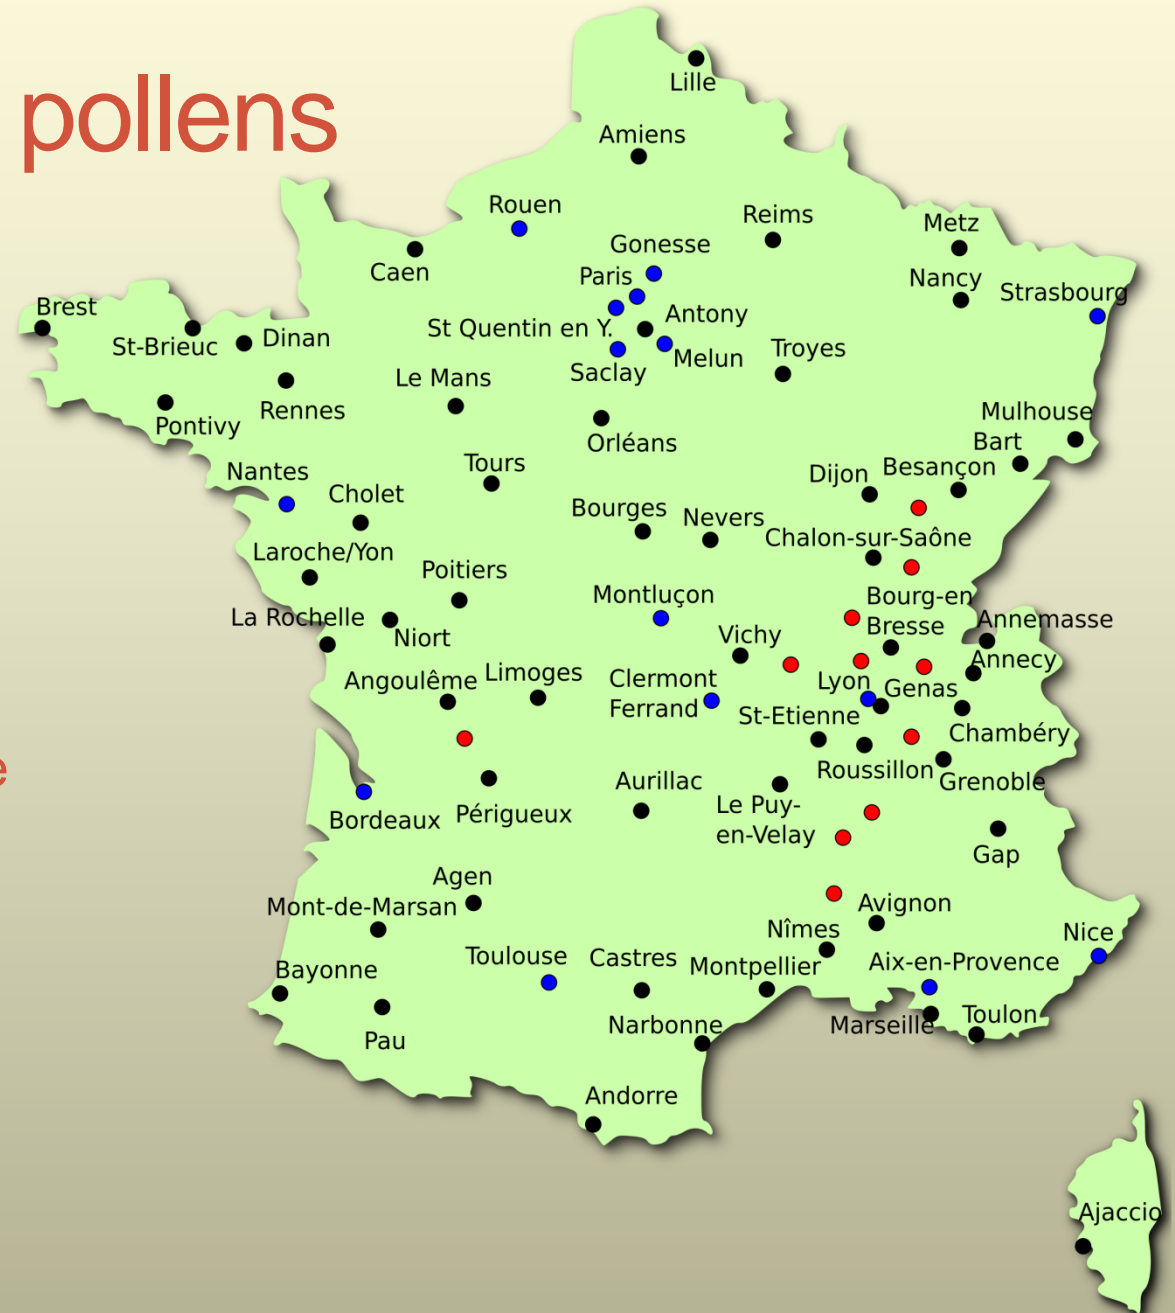 pollens
Lille
Amiens
Rouen
Reims
Metz
Gonesse
Caen
Paris
Nancy
Strasbourg
Brest
St-Brieuc
Dinan
St Quentin en Y.
Antony
Melun
Troyes
Saclay
Le Mans
Rennes
Pontivy
Orléans
Mulhouse
Bart
Nantes
Tours
Dijon
Besançon
Cholet
Bourges
Nevers
Chalon-sur-Saône
Laroche/Yon
Poitiers
Montluçon
Bourg-en
Bresse
La Rochelle
Niort
Vichy
Annemasse
Annecy
Angoulême
Limoges
Clermont
Ferrand
Lyon
Genas
St-Etienne
Chambéry
e
Roussillon
Grenoble
Aurillac
Le Puy-
en-Velay
Bordeaux
Périgueux
Gap
Agen
Mont-de-Marsan
Avignon
Nîmes
Nice
Bayonne
Toulouse
Castres
Montpellier
Aix-en-Provence
Pau
Narbonne
Marseille
Toulon
Andorre
Ajaccio